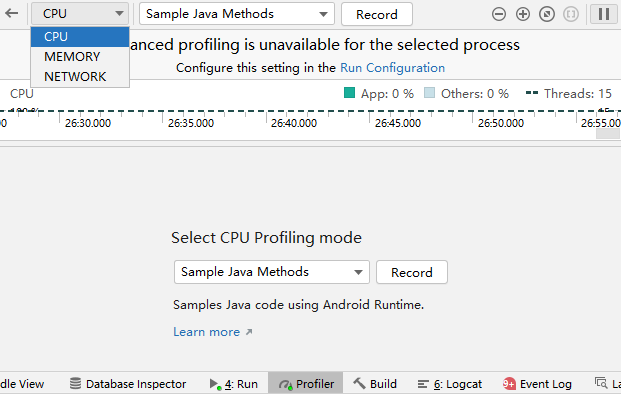 CPU Sample Java Methods Record
CPU
MEMORY
NETWORK
anced profiling is unavailable for the selected process
Configure this setting in the Run Configuration
CPU App: 0 % Others: 0 % Threads: 15
26:30.000 26:35.000 26:40.000 26:45.000 26:50.000 26:55.000
Select CPU Profiling mode
Sample Java Methods Record
Samples Java code using Android Runtime.
Learn more ↗
dle View Database Inspector 4: Run Profiler Build 6: Logcat 9+ Event Log La